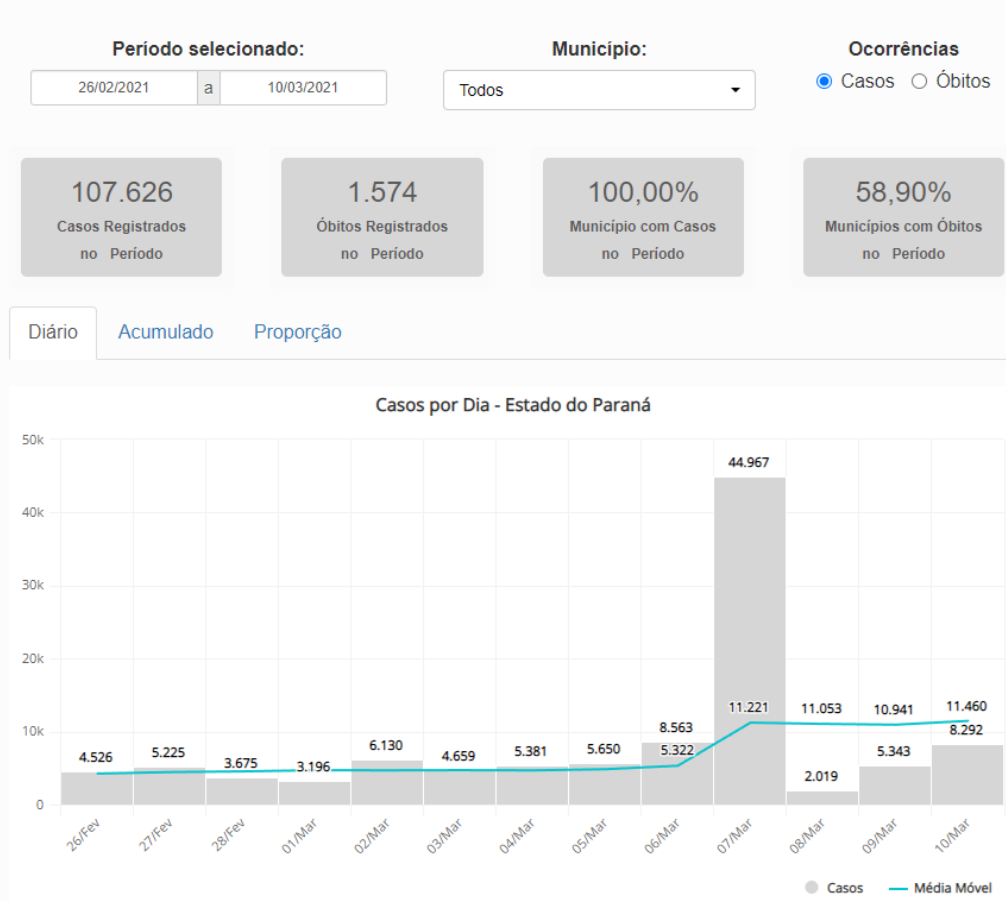 Período selecionado:
Município:
Ocorrências
26/02/2021 a 10/03/2021
Todos
Casos Óbitos
107.626
Casos Registrados
no Período
1.574
Óbitos Registrados
no Período
100,00%
Município com Casos
no Período
58,90%
Municípios com Óbitos
no Período
Diário Acumulado Proporção
Casos por Dia - Estado do Paraná
50k
40k
30k
20k
10k
0
4.526
5.225
3.675
3.196
6.130
4.659
5.381
5.650
8.563
5.322
44.967
11.221
11.053
2.019
10.941
5.343
11.460
8.292
26/Fev
27/Fev
28/Fev
01/Mar
02/Mar
03/Mar
04/Mar
05/Mar
06/Mar
07/Mar
08/Mar
09/Mar
10/Mar
Casos Média Móvel